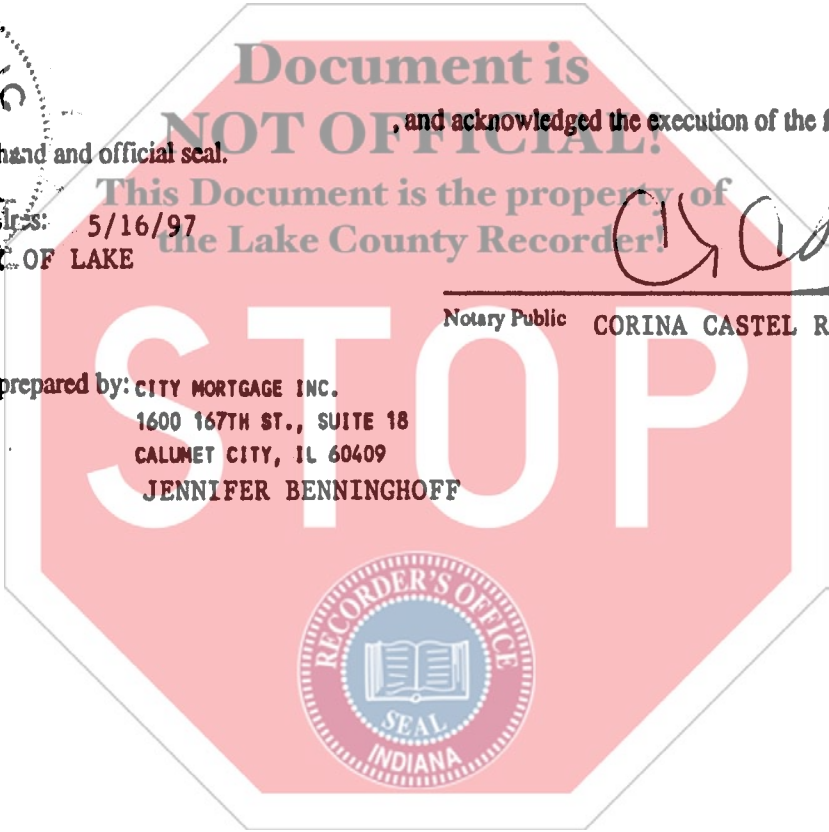 Document is
NOT OFFICIAL!
, and acknowledged the execution of the
hand and official seal.
This Document is the property of
the Lake County Recorder!
5/16/97
OF LAKE
Notary Public CORINA CASTEL R
prepared by: CITY MORTGAGE INC.
1600 167TH ST., SUITE 18
CALUMET CITY, IL 60409
JENNIFER BENNINGHOFF
STOP
RECORDER'S OFFICE
SEAL
INDIANA